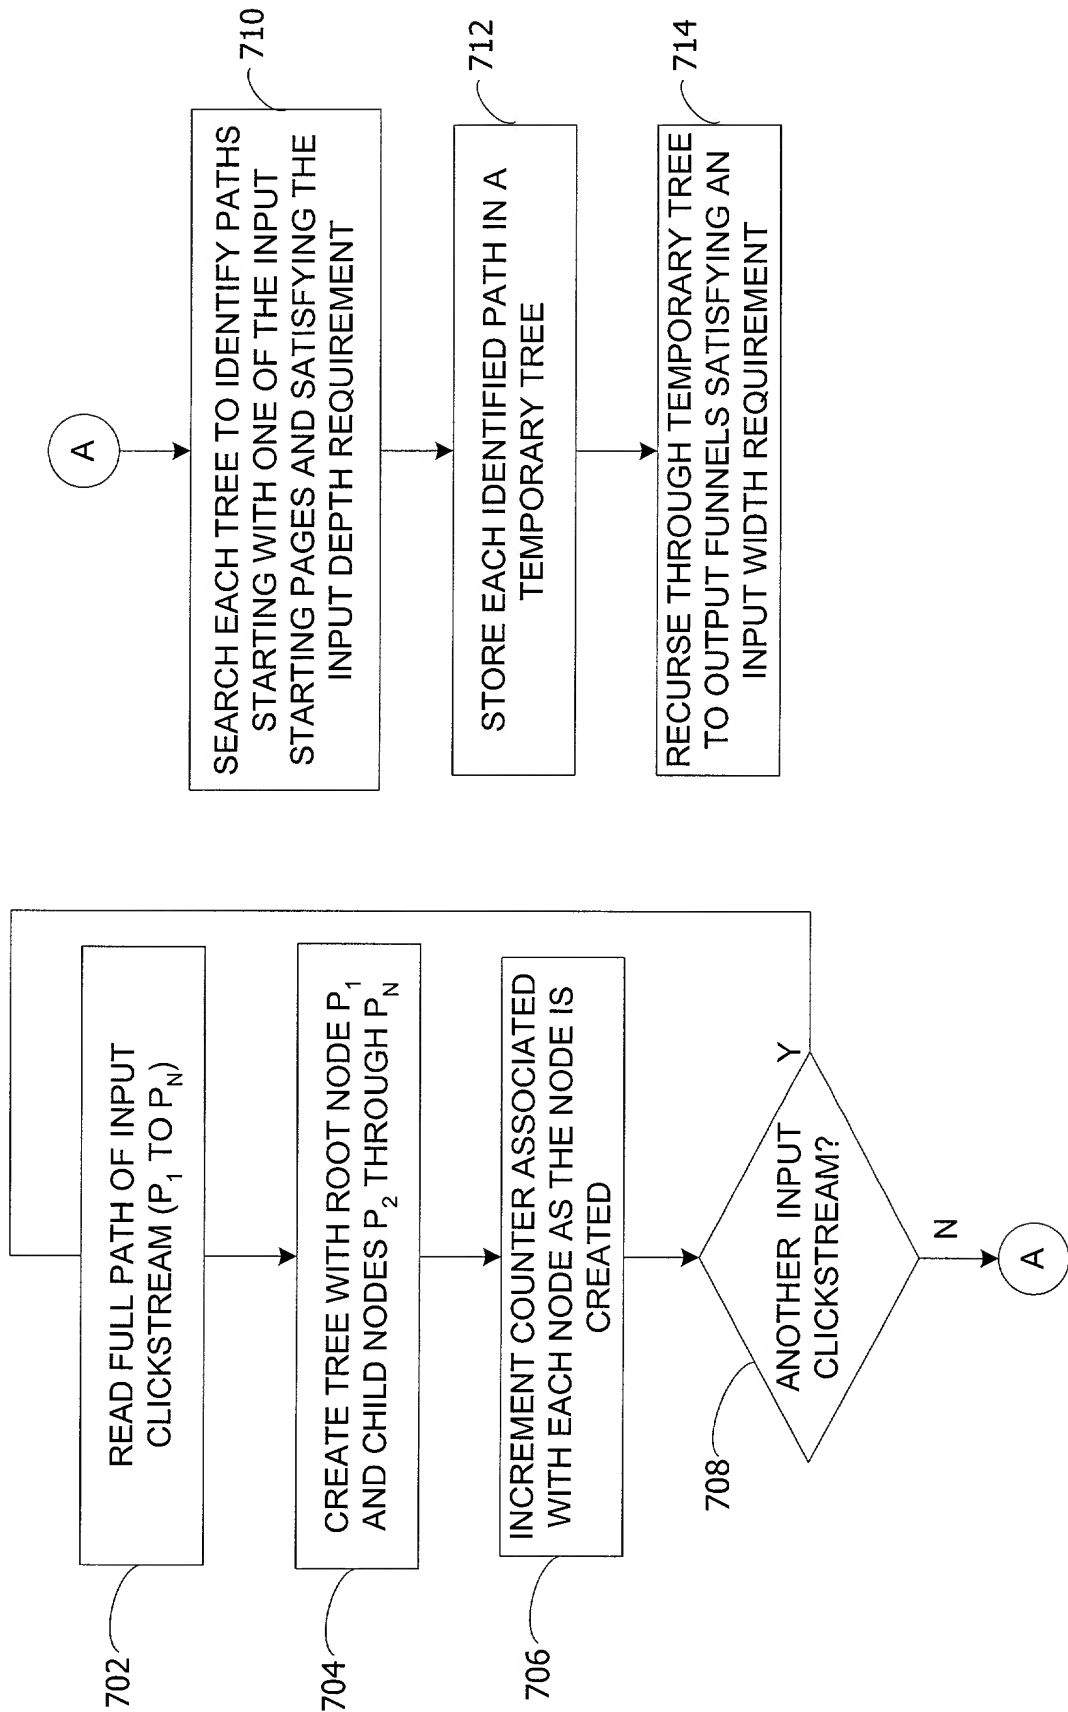 702
READ FULL PATH OF INPUT
CLICKSTREAM (P1 TO PN)
704
CREATE TREE WITH ROOT NODE P1
AND CHILD NODES P2 THROUGH PN
706
INCREMENT COUNTER ASSOCIATED
WITH EACH NODE AS THE NODE IS
CREATED
708
ANOTHER INPUT
CLICKSTREAM?
Y
N
A
A
710
SEARCH EACH TREE TO IDENTIFY PATHS
STARTING WITH ONE OF THE INPUT
STARTING PAGES AND SATISFYING THE
INPUT DEPTH REQUIREMENT
712
STORE EACH IDENTIFIED PATH IN A
TEMPORARY TREE
714
RECURSE THROUGH TEMPORARY TREE
TO OUTPUT FUNNELS SATISFYING AN
INPUT WIDTH REQUIREMENT